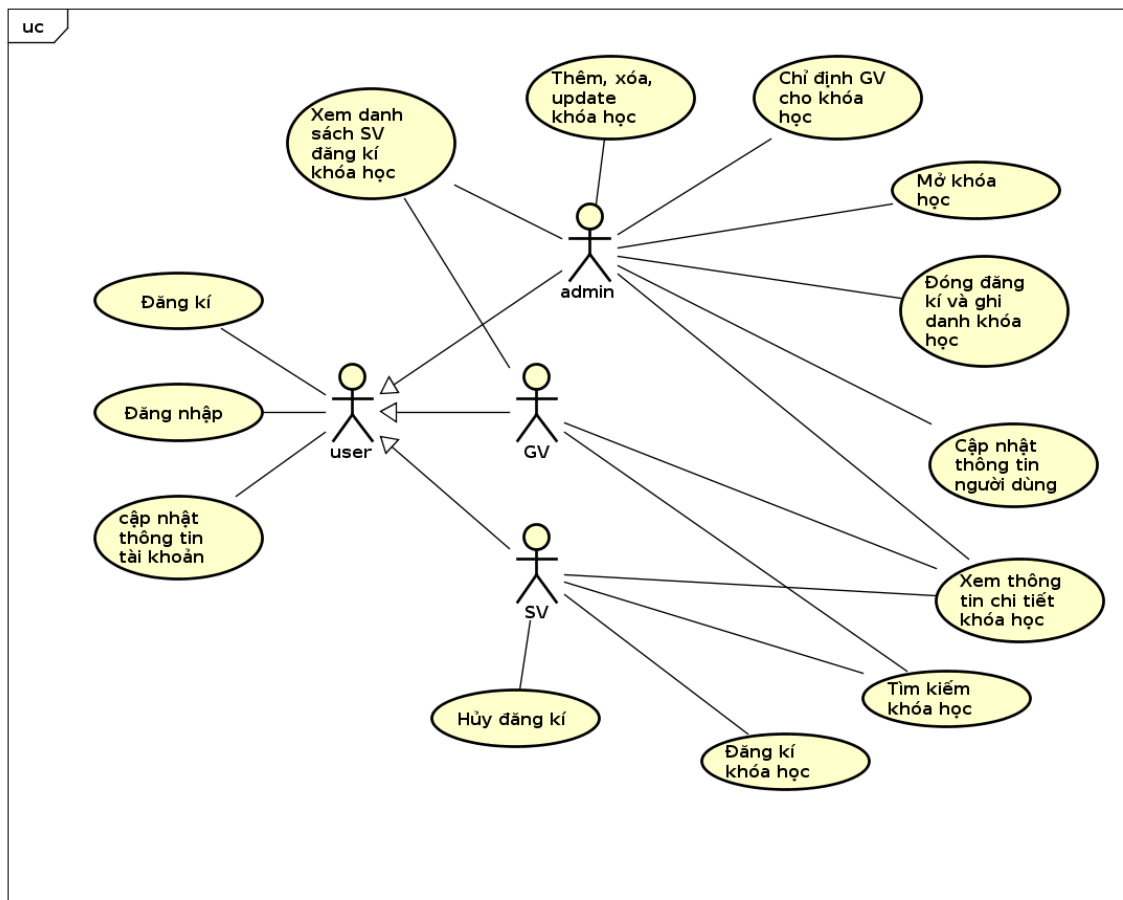 uc
Thêm, xóa,
update
khóa học
Chỉ định GV
cho khóa
học
Xem danh
sách SV
đăng kí
khóa học
Mở khóa
học
admin
Đóng đăng
kí và ghi
danh khóa
học
Đăng kí
Đăng nhập
user
GV
Cập nhật
thông tin
người dùng
cập nhật
thông tin
tài khoản
SV
Xem thông
tin chi tiết
khóa học
Tìm kiếm
khóa học
Hủy đăng kí
Đăng kí
khóa học